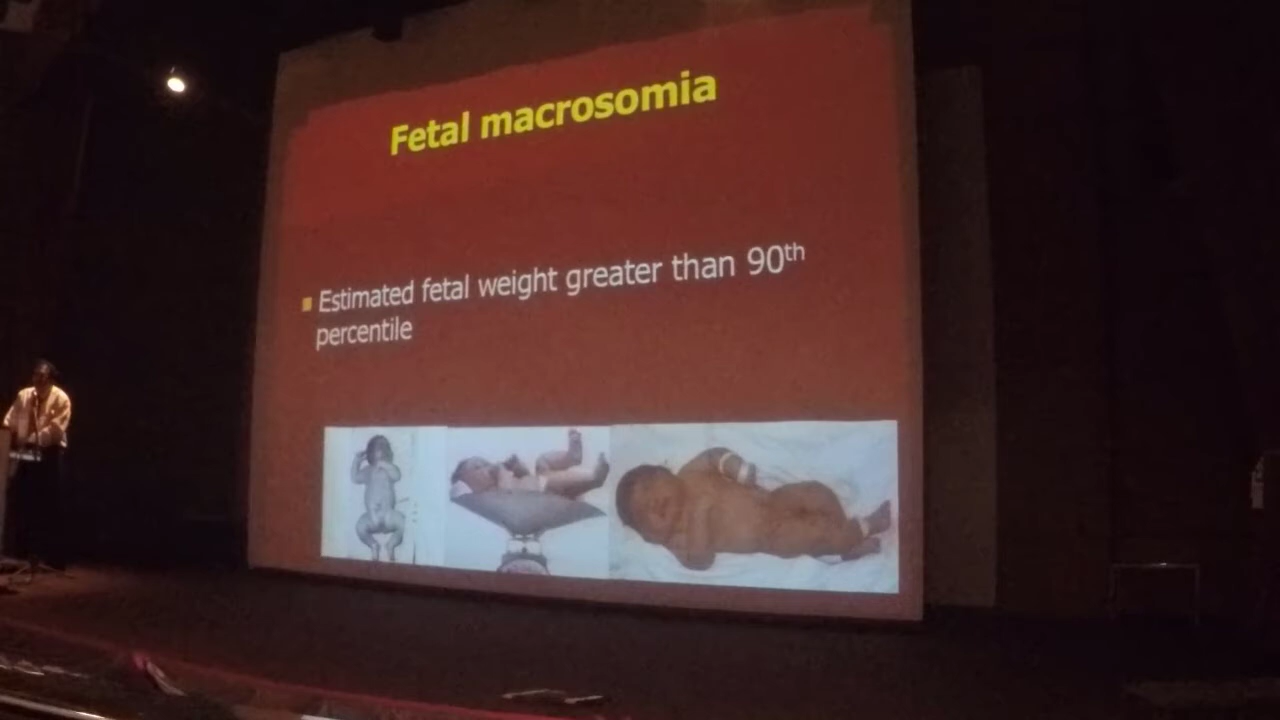 Fetal macrosomia
Estimated fetal weight greater than 90th
percentile